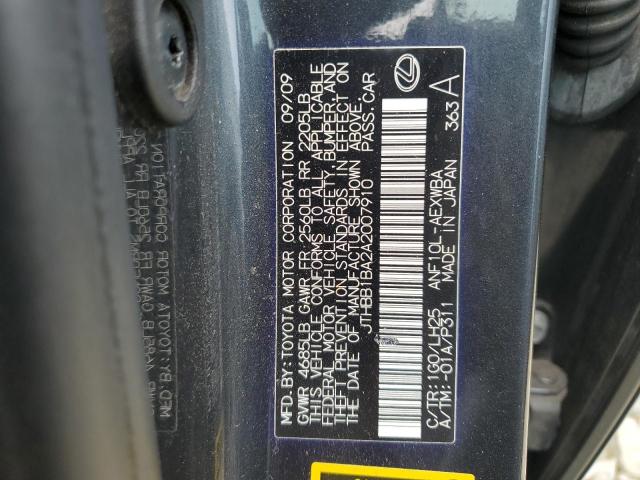 MFD. BY: TOYOTA MOTOR CORPORATION 09/09
GVWR 4685LB GAWR FR 2560LB RR 2205LB
THIS VEHICLE CONFORMS TO ALL APPLICABLE
FEDERAL MOTOR VEHICLE SAFETY, BUMPER, AND
THEFT PREVENTION STANDARDS IN EFFECT ON
THE DATE OF MANUFACTURE SHOWN ABOVE.
JTHBB1BA2A2007910 PASS. CAR
C/TR: 1G0/LH25 ANF10L-AEXWBA
A/TM: -01A/P311 MADE IN JAPAN 363 A